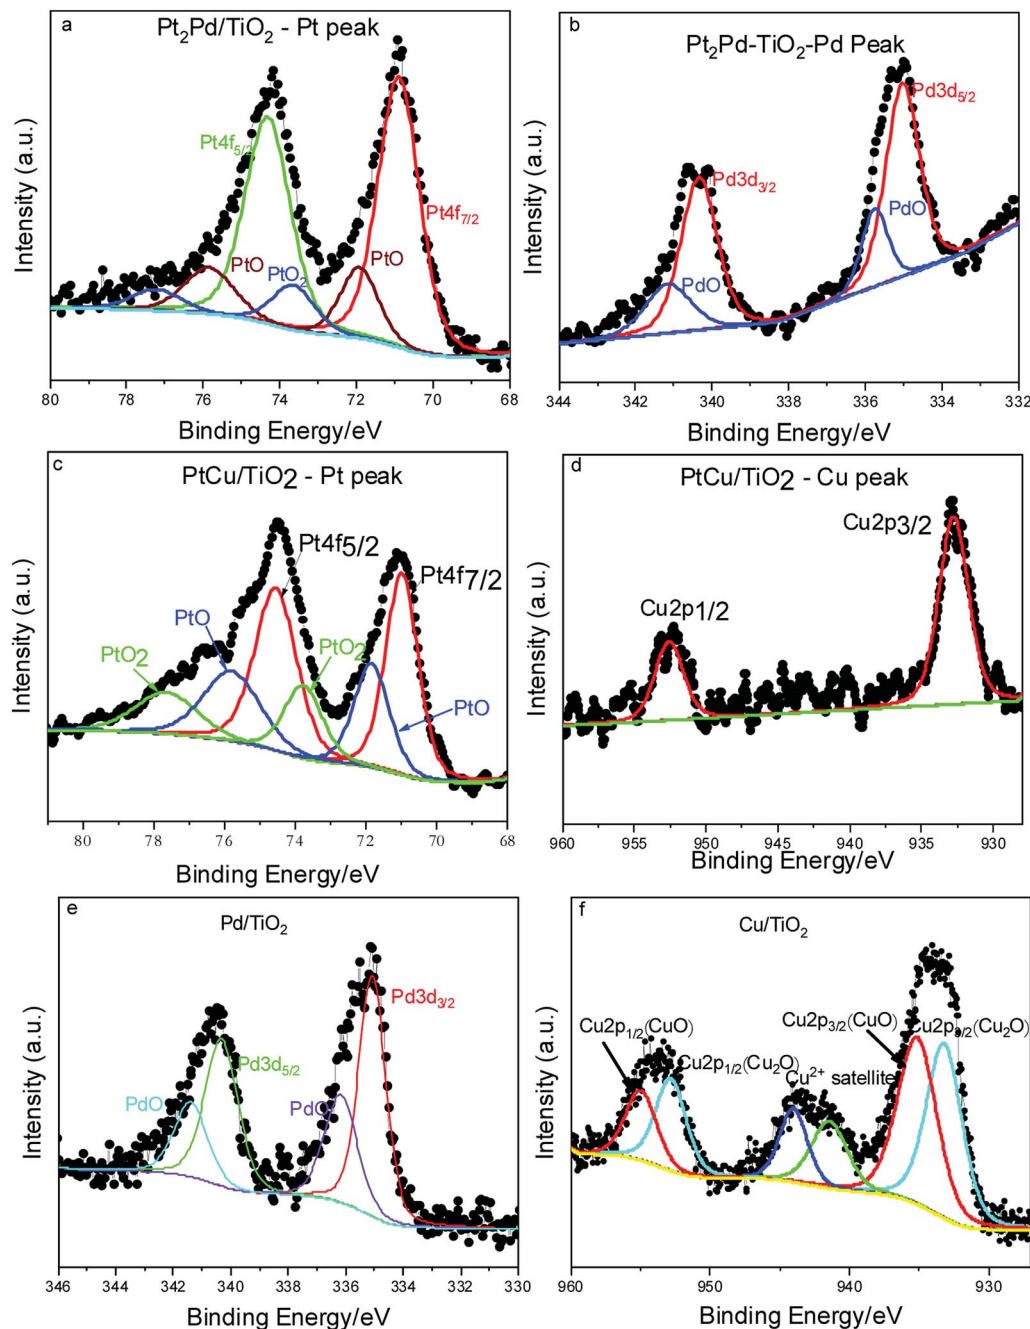 a
Pt₂Pd/TiO₂ - Pt peak
Pt4f₅/₂
Pt4f₇/₂
PtO
PtO₂
PtO
Intensity (a.u.)
80 78 76 74 72 70 68
Binding Energy/eV
b
Pt₂Pd-TiO₂-Pd Peak
Pd3d₅/₂
Pd3d₃/₂
PdO
PdO
Intensity (a.u.)
344 342 340 338 336 334 332
Binding Energy/eV
c
PtCu/TiO2 - Pt peak
Pt4f5/2
Pt4f7/2
PtO
PtO2
PtO2
PtO
Intensity (a.u.)
80 78 76 74 72 70 68
Binding Energy/eV
d
PtCu/TiO2 - Cu peak
Cu2p3/2
Cu2p1/2
Intensity (a.u.)
960 955 950 945 940 935 930
Binding Energy/eV
e
Pd/TiO₂
Pd3d₃/₂
Pd3d₅/₂
PdO
PdO
Intensity (a.u.)
346 344 342 340 338 336 334 332 330
Binding Energy/eV
f
Cu/TiO₂
Cu2p₁/₂(CuO)
Cu2p₃/₂(CuO)
Cu2p₃/₂(Cu₂O)
Cu2p₁/₂(Cu₂O)
Cu²⁺ satellite
Intensity (a.u.)
960 950 940 930
Binding Energy/eV